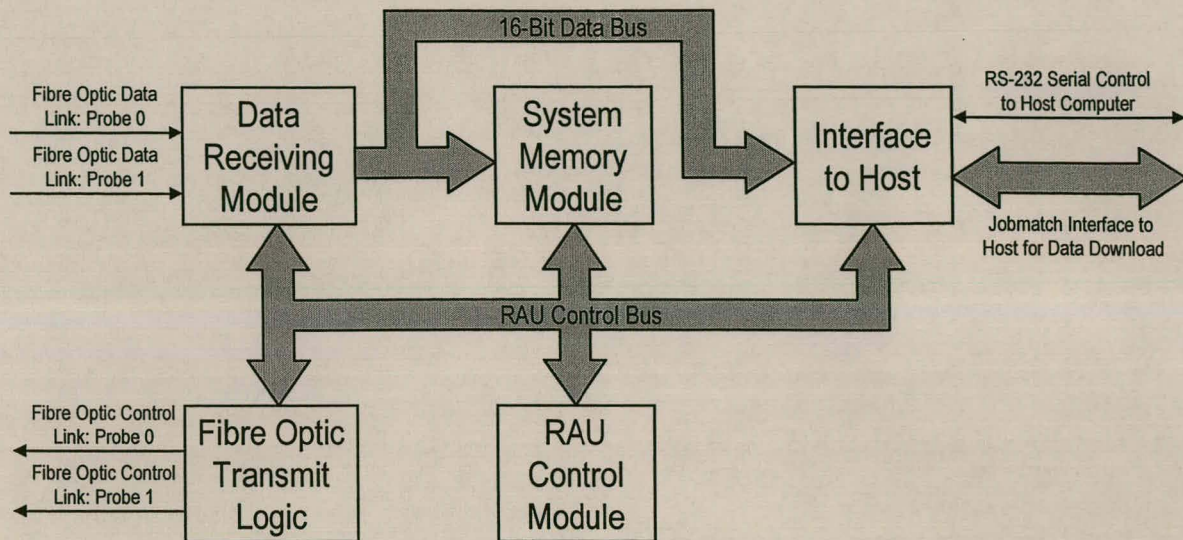 16-Bit Data Bus
Fibre Optic Data
Link: Probe 0
Fibre Optic Data
Link: Probe 1
Data
Receiving
Module
System
Memory
Module
Interface
to Host
RS-232 Serial Control
to Host Computer
Jobmatch Interface to
Host for Data Download
RAU Control Bus
Fibre Optic Control
Link: Probe 0
Fibre Optic Control
Link: Probe 1
Fibre Optic
Transmit
Logic
RAU
Control
Module